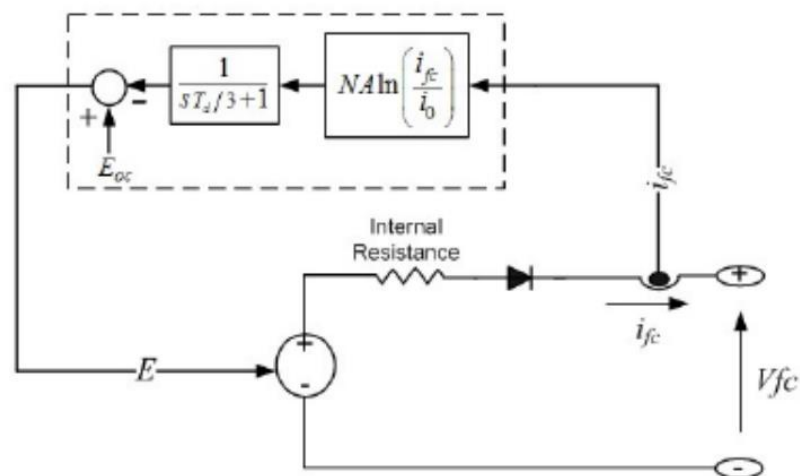 1
sT_d/3+1
NA ln(i_fc/i_0)
-
+
E_oc
i_fc
Internal
Resistance
+
i_fc
+
E
-
Vfc
-